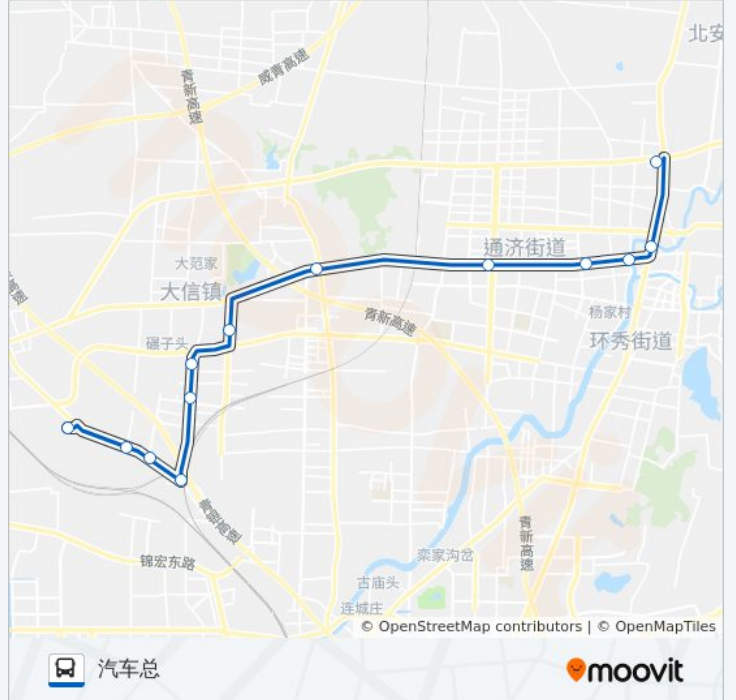 北安
威青高速
青新高速
通济街道
大范家
大信镇
高速
杨家村
青新高速
环秀街道
碾子头
青银高速
青新高速
栾家沟岔
锦宏东路
古庙头
连城庄
© OpenStreetMap contributors | © OpenMapTiles
汽车总
moovit